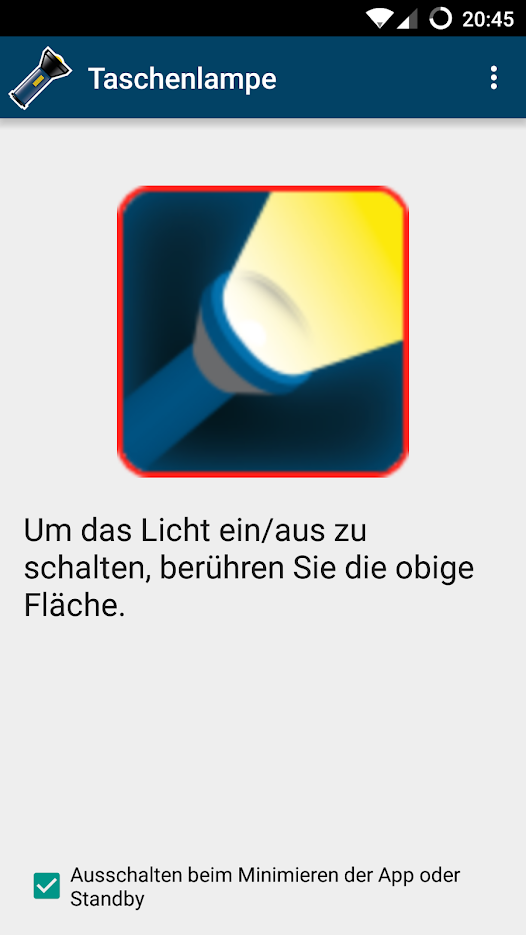 20:45
Taschenlampe
Um das Licht ein/aus zu
schalten, berühren Sie die obige
Fläche.
Ausschalten beim Minimieren der App oder
Standby